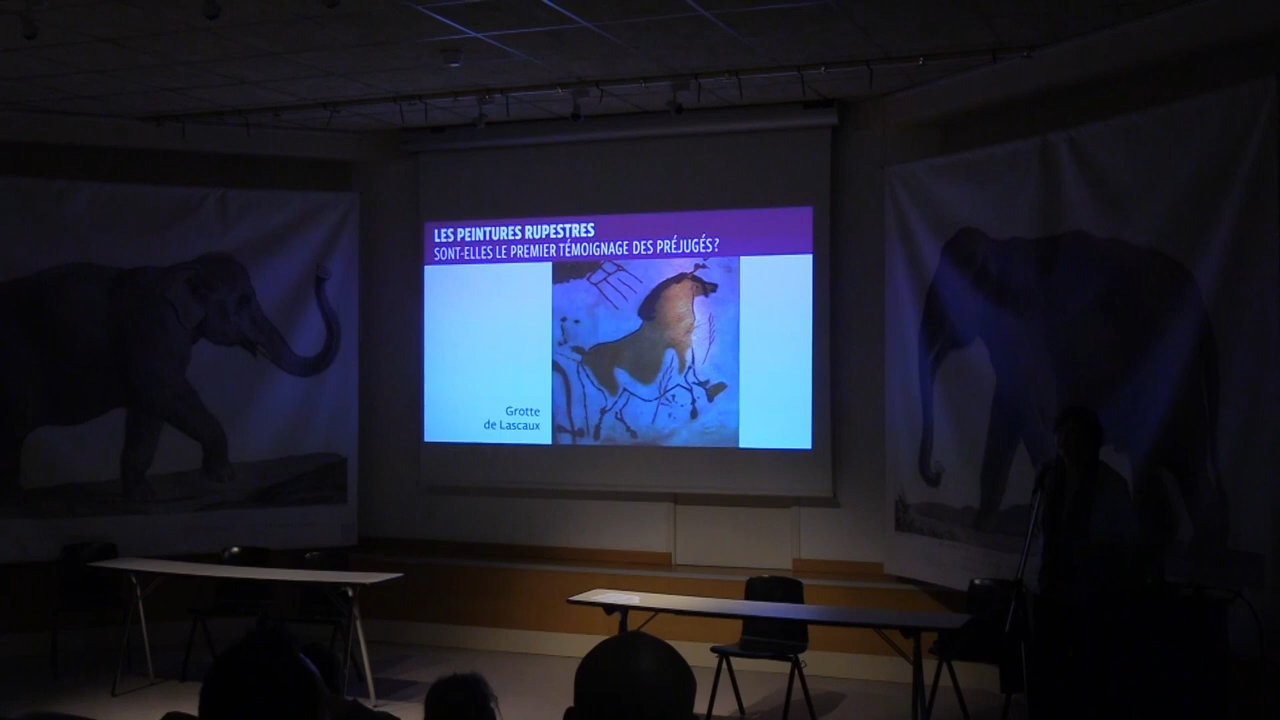 LES PEINTURES RUPESTRES
SONT-ELLES LE PREMIER TÉMOIGNAGE DES PRÉJUGÉS ?
Grotte
de Lascaux